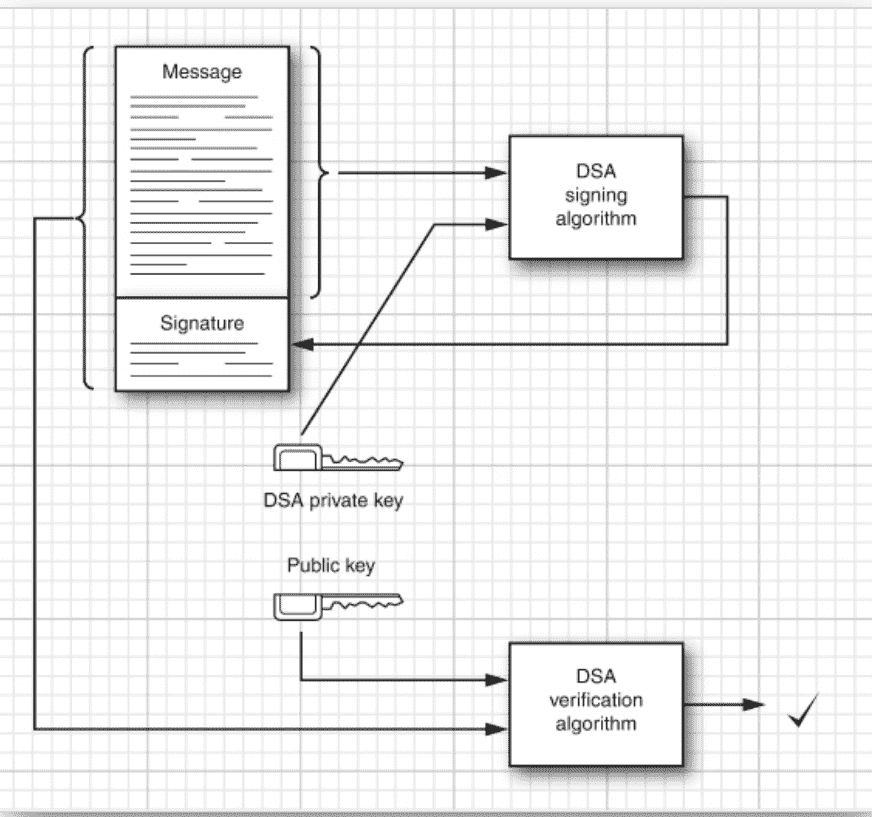 Message
DSA
signing
algorithm
Signature
DSA private key
Public key
DSA
verification
algorithm